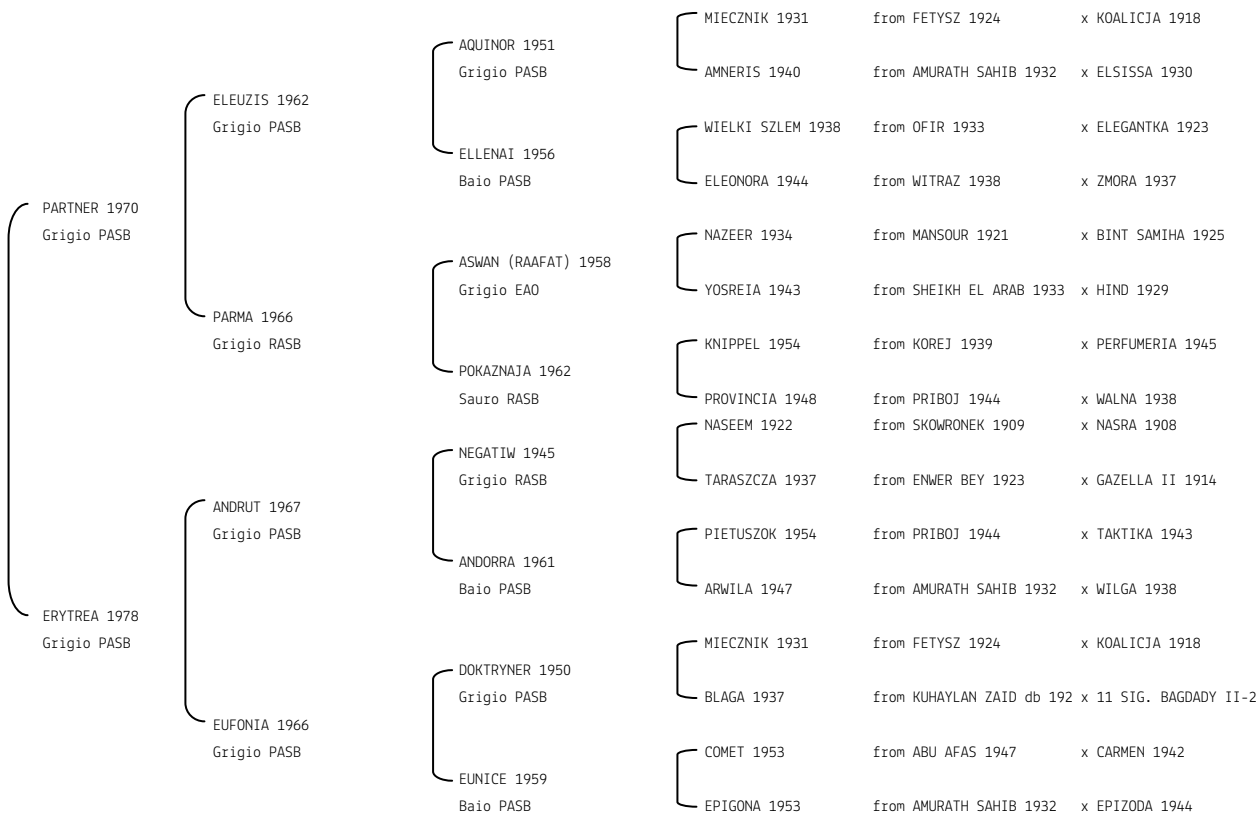 MIECZNIK 1931 from FETYSZ 1924 x KOALICJA 1918
AQUINOR 1951
Grigio PASB
AMNERIS 1940 from AMURATH SAHIB 1932 x ELSISSA 1930
ELEUZIS 1962
Grigio PASB
WIELKI SZLEM 1938 from OFIR 1933 x ELEGANTKA 1923
ELLENAI 1956
Baio PASB
ELEONORA 1944 from WITRAZ 1938 x ZMORA 1937
PARTNER 1970
Grigio PASB
NAZEER 1934 from MANSOUR 1921 x BINT SAMIHA 1925
ASWAN (RAAFAT) 1958
Grigio EAO
YOSREIA 1943 from SHEIKH EL ARAB 1933 x HIND 1929
PARMA 1966
Grigio RASB
KNIPPEL 1954 from KOREJ 1939 x PERFUMERIA 1945
POKAZNAJA 1962
Sauro RASB
PROVINCIA 1948 from PRIBOJ 1944 x WALNA 1938
NASEEM 1922 from SKOWRONEK 1909 x NASRA 1908
NEGATIW 1945
Grigio RASB
TARASZCZA 1937 from ENWER BEY 1923 x GAZELLA II 1914
ANDRUT 1967
Grigio PASB
PIETUSZOK 1954 from PRIBOJ 1944 x TAKTIKA 1943
ANDORRA 1961
Baio PASB
ARWILA 1947 from AMURATH SAHIB 1932 x WILGA 1938
ERYTREA 1978
Grigio PASB
MIECZNIK 1931 from FETYSZ 1924 x KOALICJA 1918
DOKTRYNER 1950
Grigio PASB
BLAGA 1937 from KUHAYLAN ZAID db 192 x 11 SIG. BAGDADY II-2
EUFONIA 1966
Grigio PASB
COMET 1953 from ABU AFAS 1947 x CARMEN 1942
EUNICE 1959
Baio PASB
EPIGONA 1953 from AMURATH SAHIB 1932 x EPIZODA 1944